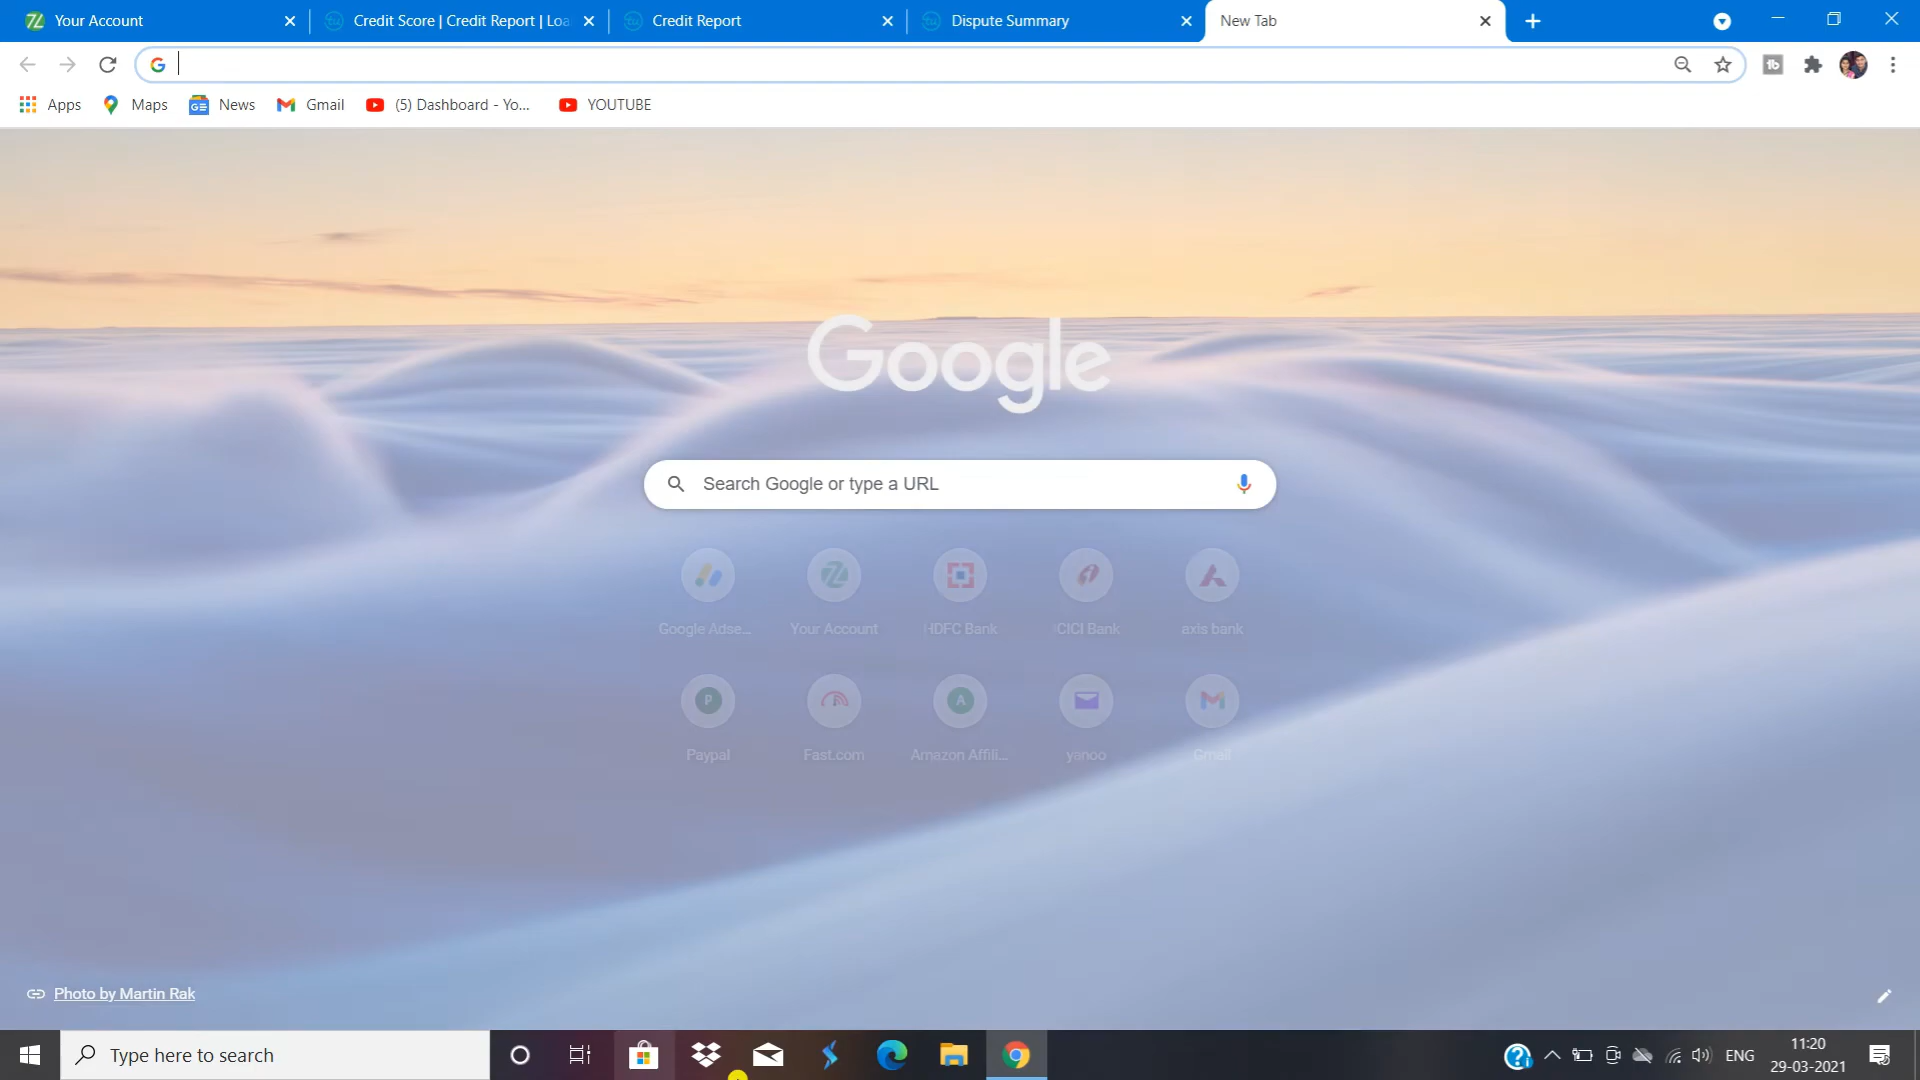 Your Account
Credit Score | Credit Report | Loa
Credit Report
Dispute Summary
New Tab
Apps
Maps
News
Gmail
(5) Dashboard - Yo...
YOUTUBE
Google
Search Google or type a URL
Google Adse...
Your Account
HDFC Bank
ICICI Bank
axis bank
Paypal
Fast.com
Amazon Affili...
yahoo
Gmail
Photo by Martin Rak
Type here to search
ENG
11:20
29-03-2021